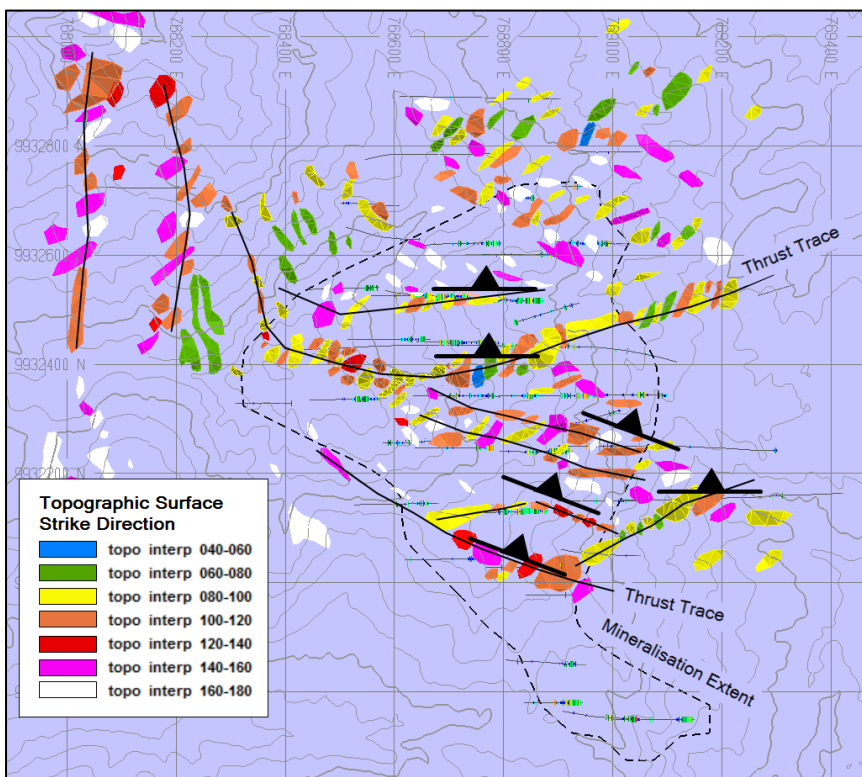 768200 E
768400 E
768600 E
768800 E
769000 E
769200 E
769400 E
9932800 N
9932600 N
Thrust Trace
9932400 N
9932200 N
Topographic Surface
Strike Direction
topo interp 040-060
topo interp 060-080
topo interp 080-100
topo interp 100-120
topo interp 120-140
topo interp 140-160
topo interp 160-180
Thrust Trace
Mineralisation Extent